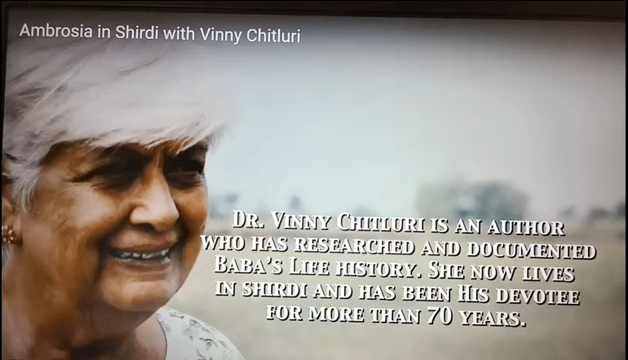 Ambrosia in Shirdi with Vinny Chitluri
DR. VINNY CHITLURI IS AN AUTHOR
WHO HAS RESEARCHED AND DOCUMENTED
BABA'S LIFE HISTORY. SHE NOW LIVES
IN SHIRDI AND HAS BEEN HIS DEVOTEE
FOR MORE THAN 70 YEARS.